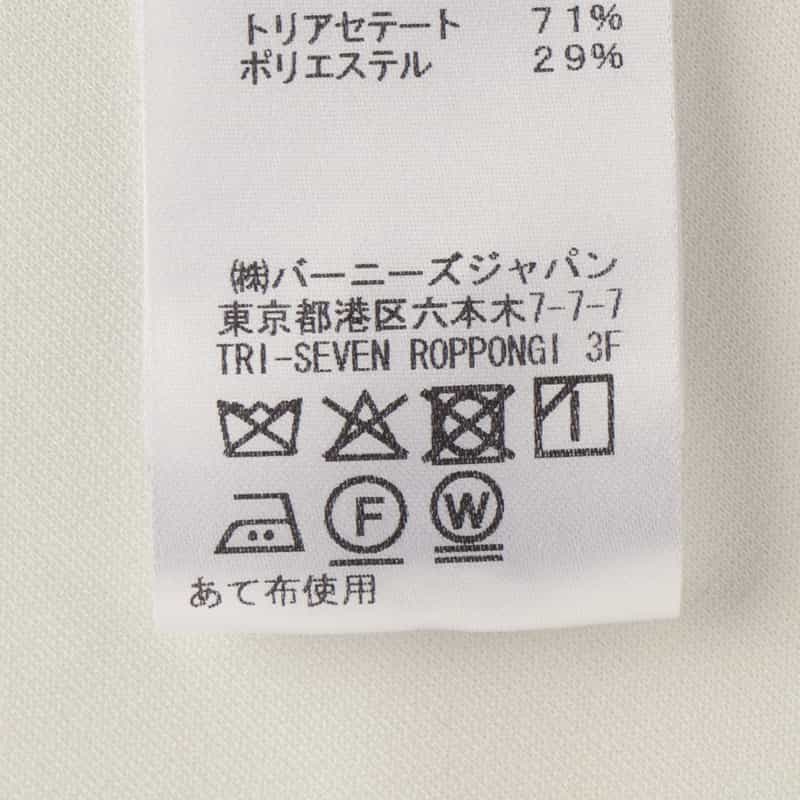 トリアセテート 71%
ポリエステル 29%
㈱バーニーズジャパン
東京都港区六本木7-7-7
TRI-SEVEN ROPPONGI 3F
F W
あて布使用